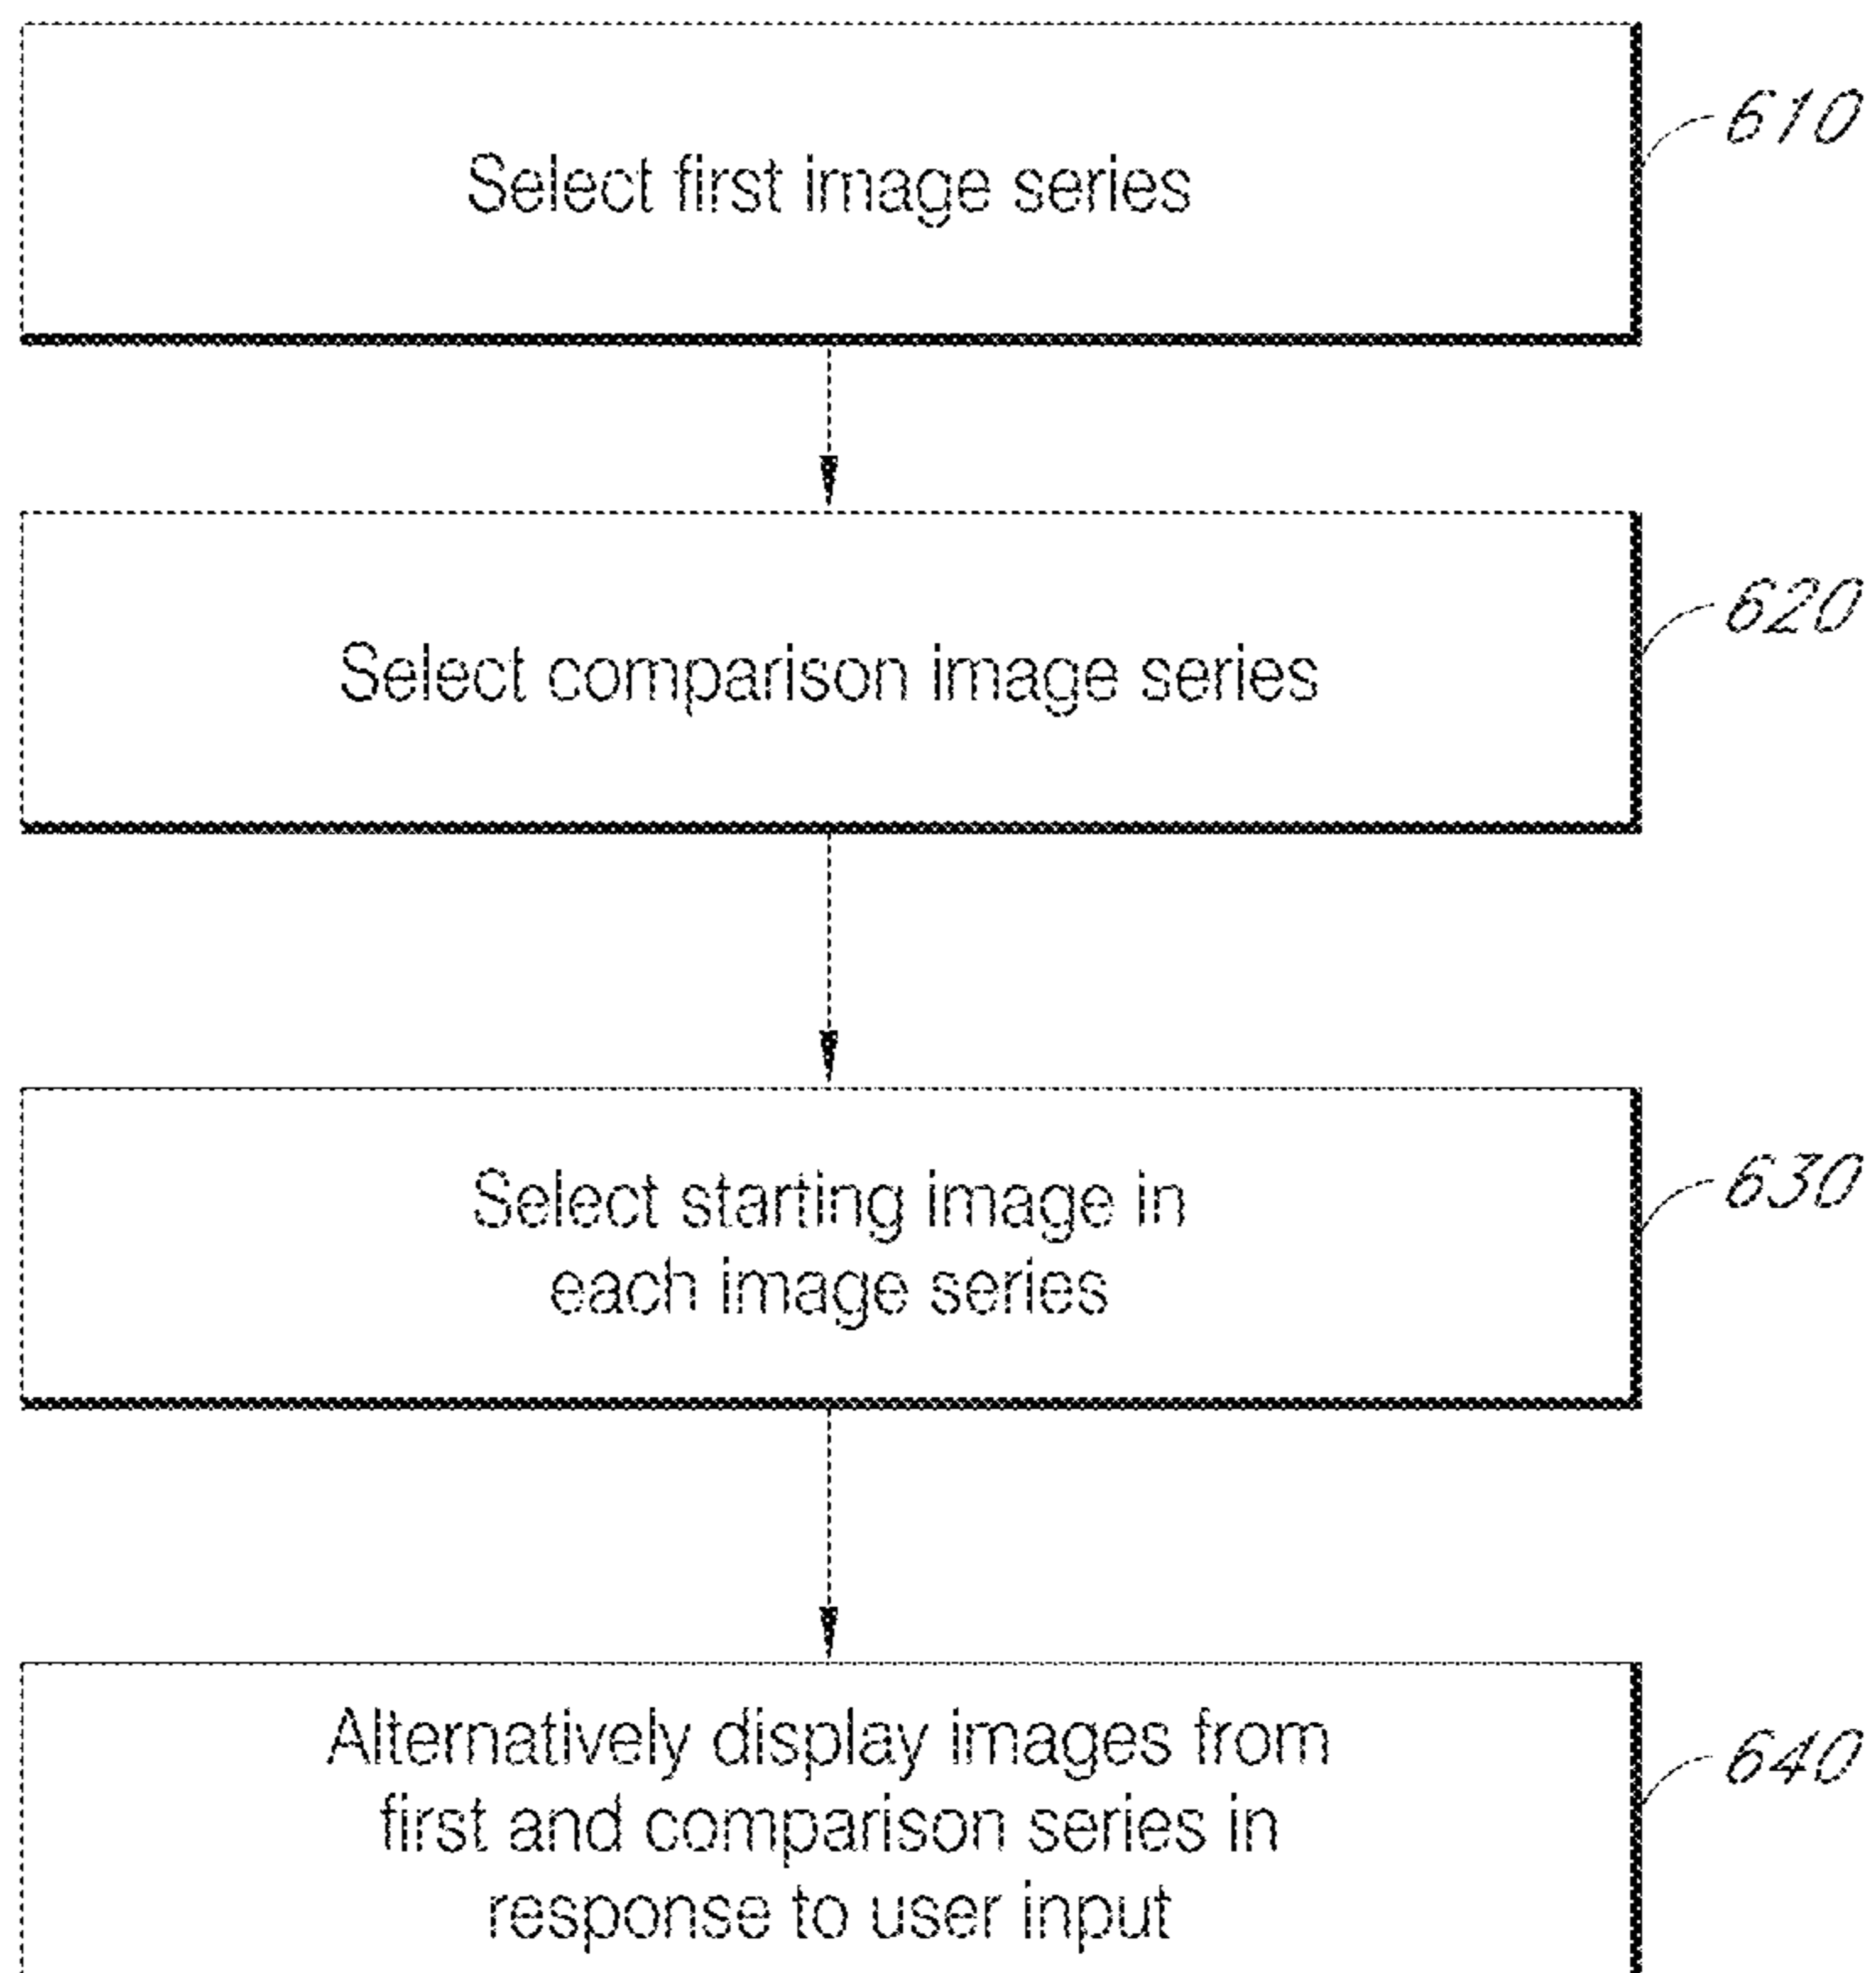 Select first image series
610
Select comparison image series
620
Select starting image in
each image series
630
Alternatively display images from
first and comparison series in
response to user input
640